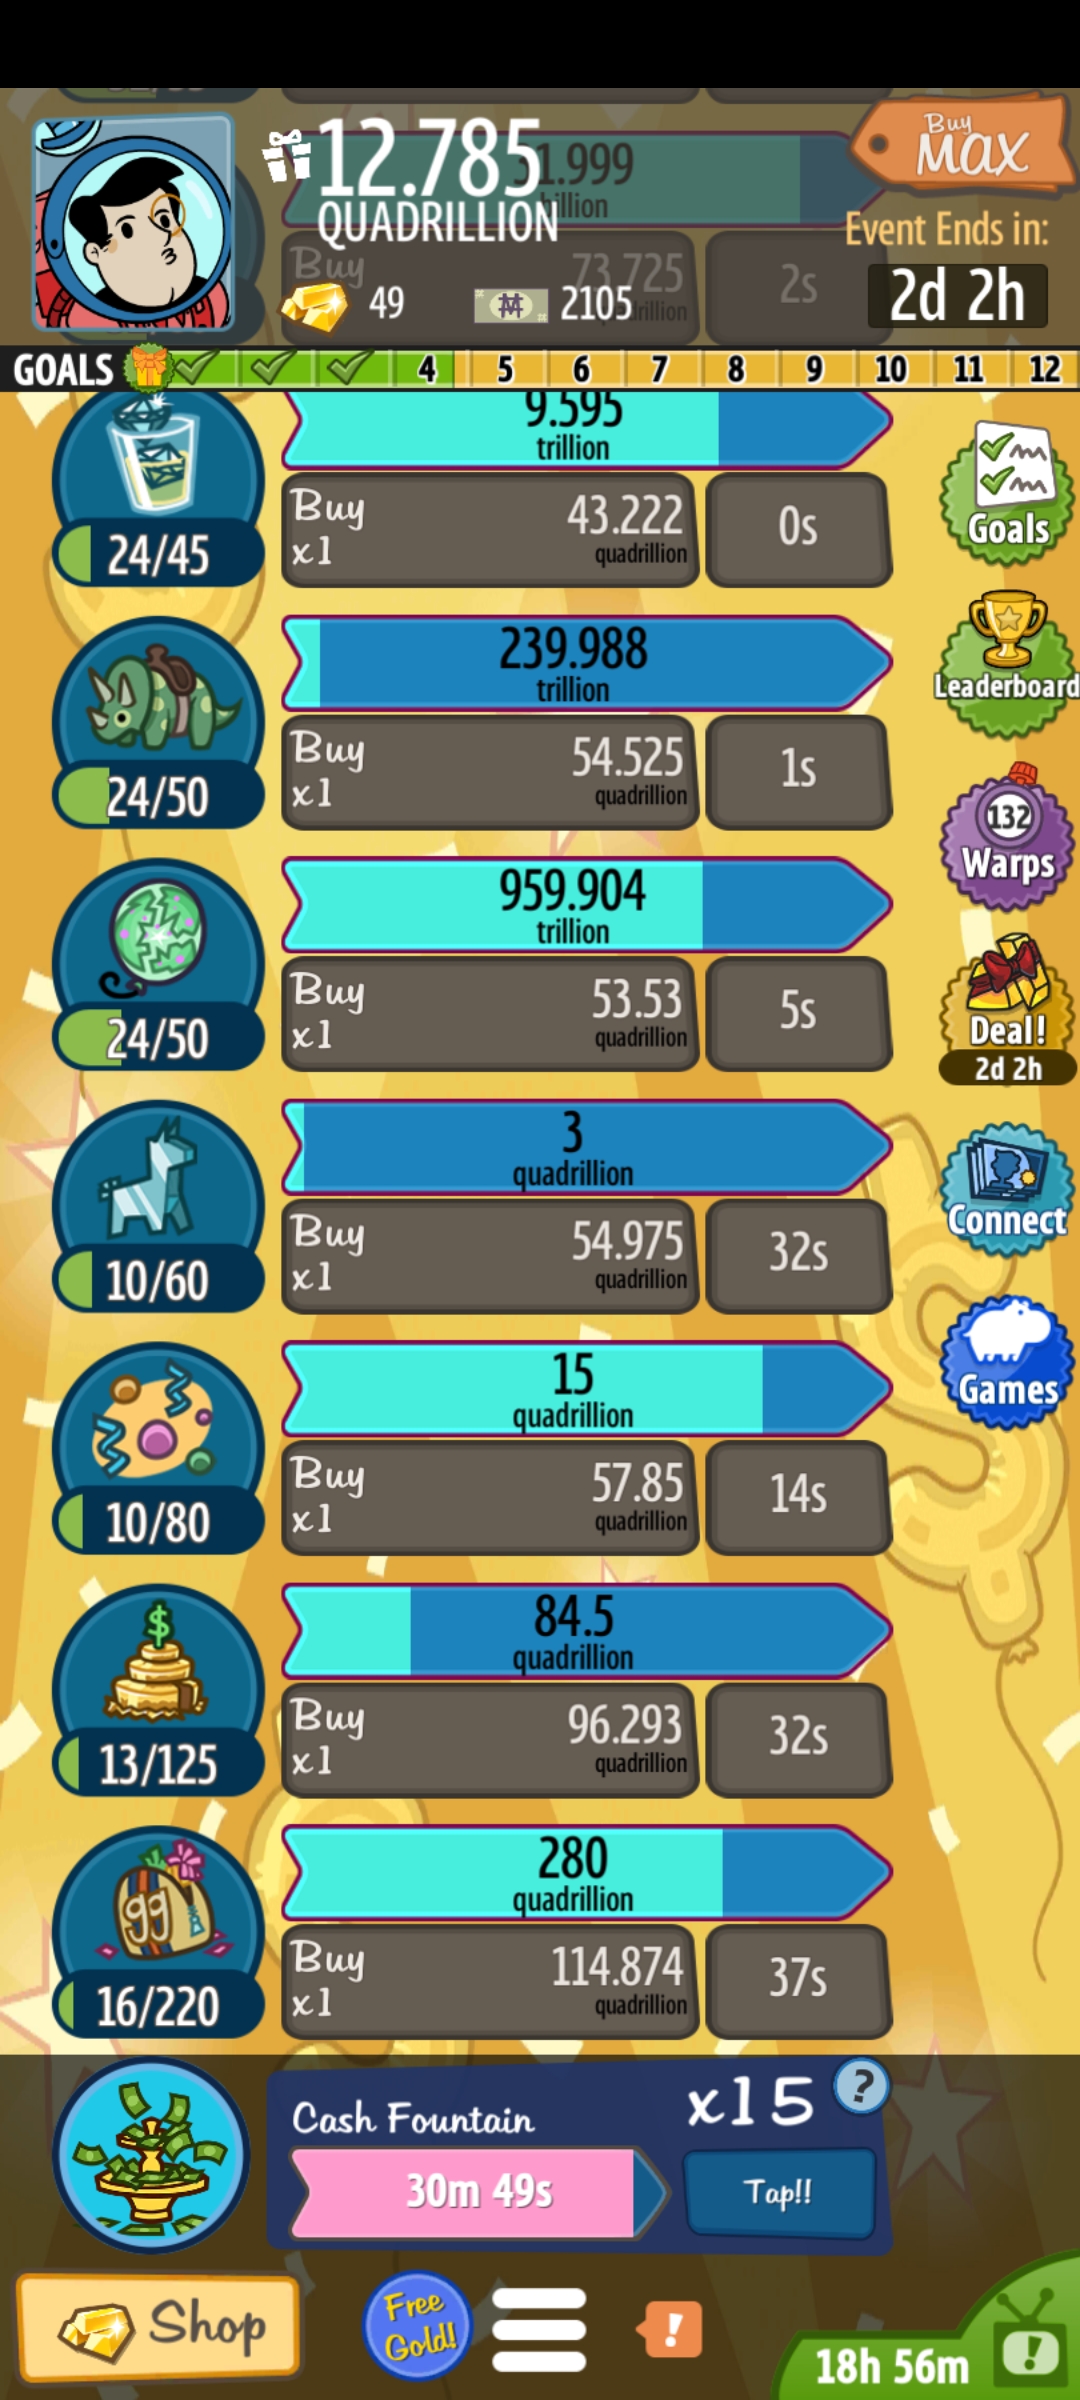 12.785
QUADRILLION
49
2105
Buy
MAX
Event Ends in:
2d 2h
Buy
73.725
2s
GOALS
4
5
6
7
8
9
10
11
12
9.595
trillion
24/45
Buy
x1
43.222
quadrillion
0s
Goals
239.988
trillion
24/50
Buy
x1
54.525
quadrillion
1s
Leaderboard
959.904
trillion
24/50
Buy
x1
53.53
quadrillion
5s
132
Warps
Deal!
2d 2h
3
quadrillion
10/60
Buy
x1
54.975
quadrillion
32s
Connect
15
quadrillion
10/80
Buy
x1
57.85
quadrillion
14s
Games
$
84.5
quadrillion
13/125
Buy
x1
96.293
quadrillion
32s
99
280
quadrillion
16/220
Buy
x1
114.874
quadrillion
37s
Cash Fountain
x15
?
30m 49s
Tap!!
Shop
Free
Gold!
!
18h 56m
!